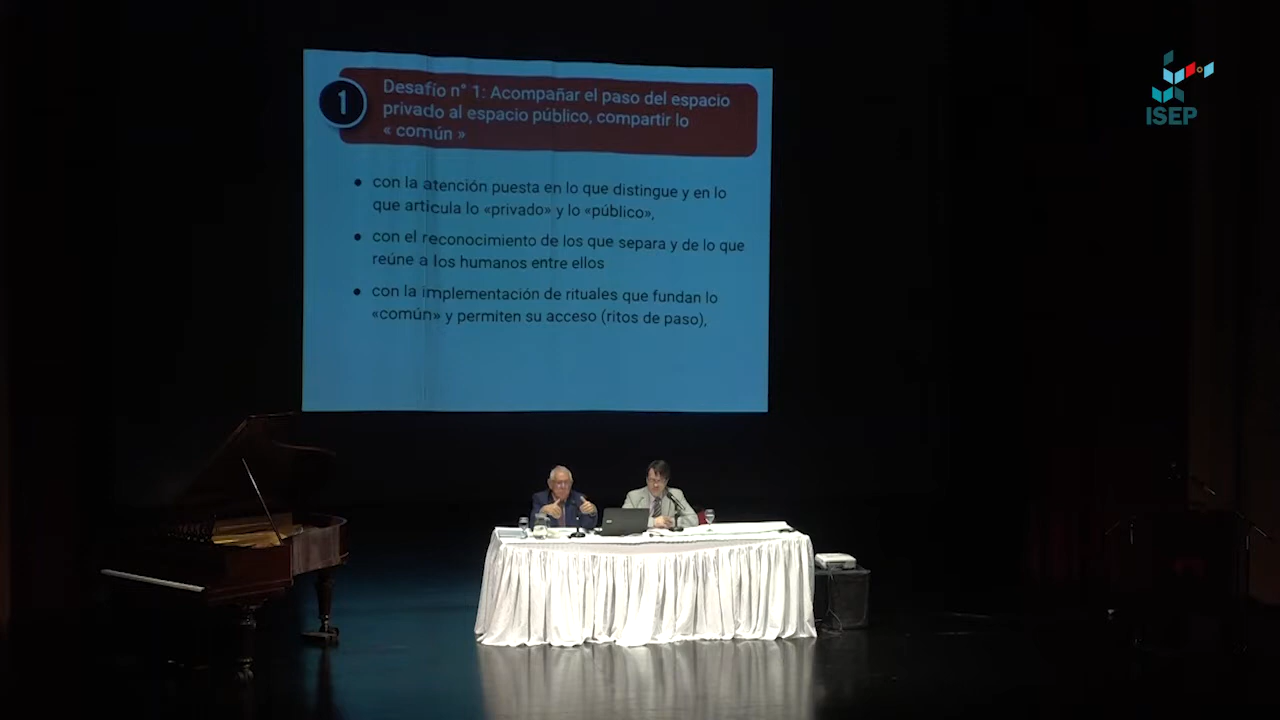 1
Desafío n° 1: Acompañar el paso del espacio
privado al espacio público, compartir lo
« común »
● con la atención puesta en lo que distingue y en lo
que articula lo «privado» y lo «público»,
● con el reconocimiento de los que separa y de lo que
reúne a los humanos entre ellos
● con la implementación de rituales que fundan lo
«común» y permiten su acceso (ritos de paso),
ISEP